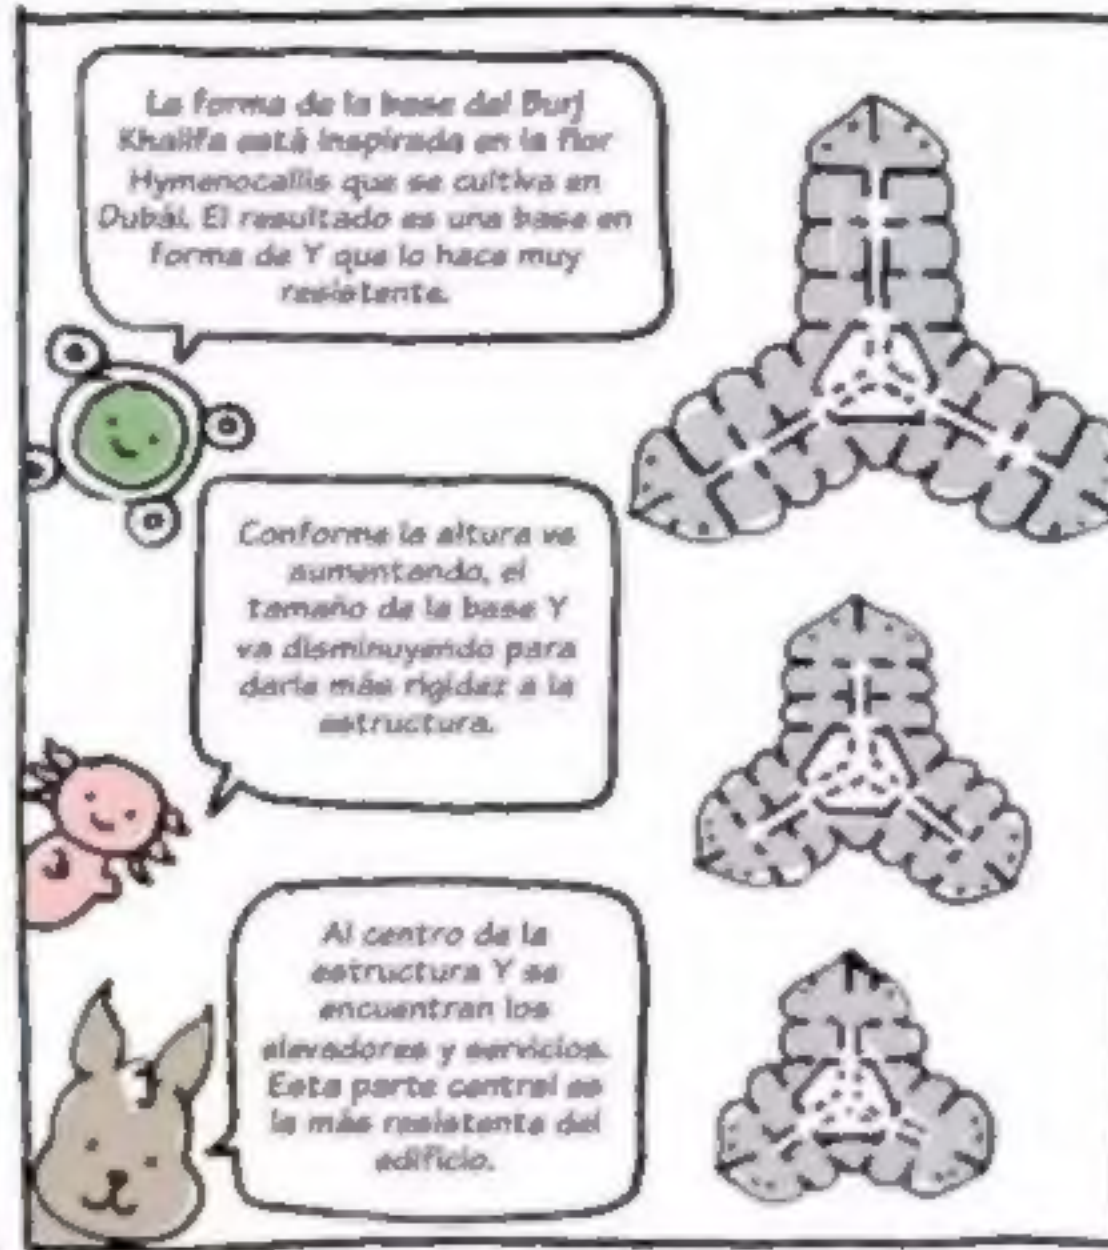 La forma de la base del Burj
Khalifa está inspirada en la flor
Hymenocallis que se cultiva en
Dubái. El resultado es una base en
forma de Y que lo hace muy
resistente.
Conforme la altura va
aumentando, el
tamaño de la base Y
va disminuyendo para
darle más rigidez a la
estructura.
Al centro de la
estructura Y se
encuentran los
elevadores y servicios.
Esta parte central es
la más resistente del
edificio.